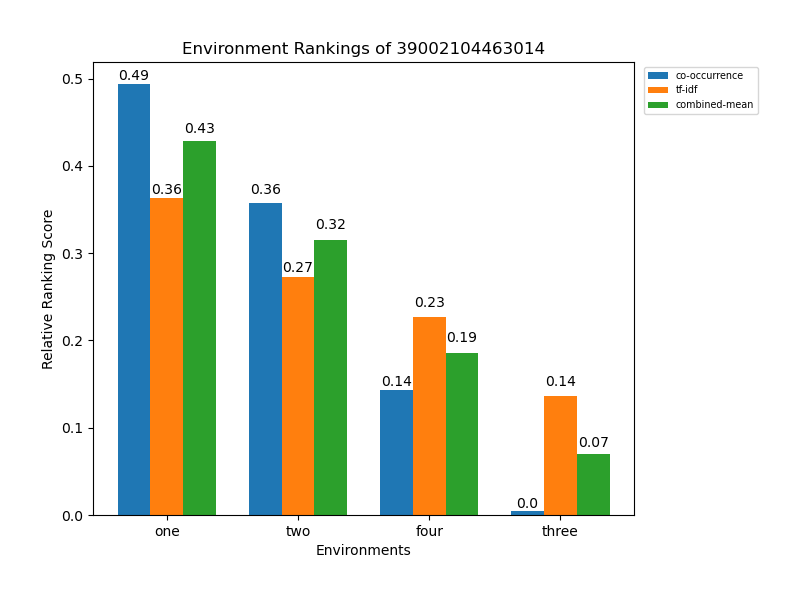 Environment Rankings of 39002104463014
co-occurrence
tf-idf
combined-mean
Relative Ranking Score
0.5
0.4
0.3
0.2
0.1
0.0
0.49
0.36
0.43
0.36
0.27
0.32
0.14
0.23
0.19
0.0
0.14
0.07
one
two
four
three
Environments